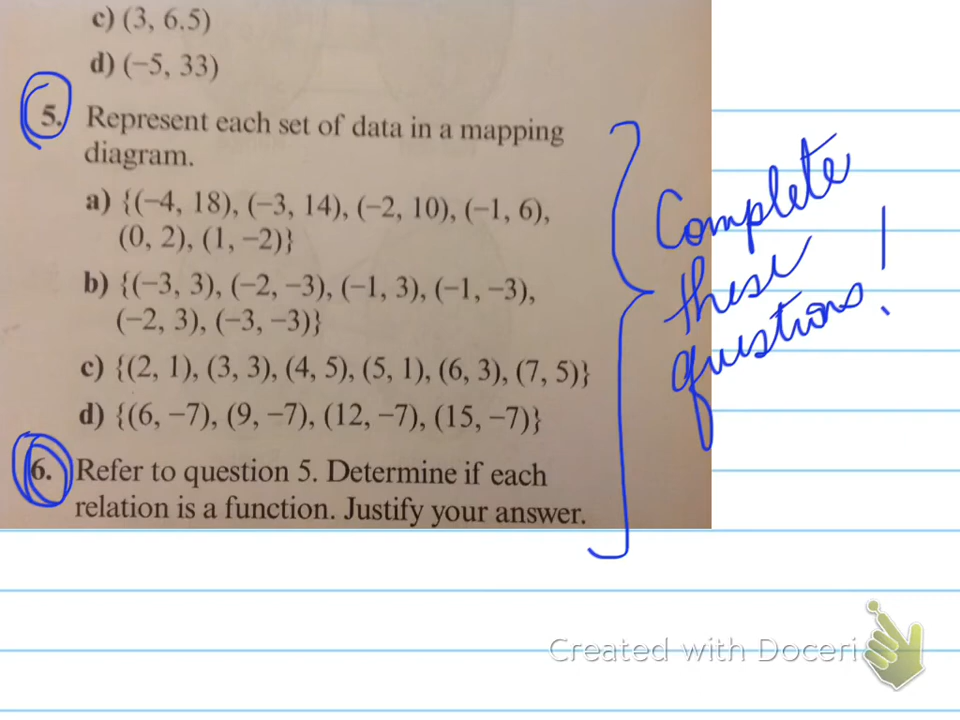 c) (3, 6.5)
d) (−5, 33)
5. Represent each set of data in a mapping
diagram.
a) {(−4, 18), (−3, 14), (−2, 10), (−1, 6),
(0, 2), (1, −2)}
b) {(−3, 3), (−2, −3), (−1, 3), (−1, −3),
(−2, 3), (−3, −3)}
c) {(2, 1), (3, 3), (4, 5), (5, 1), (6, 3), (7, 5)}
d) {(6, −7), (9, −7), (12, −7), (15, −7)}
6. Refer to question 5. Determine if each
relation is a function. Justify your answer.
Complete
these
questions!
Created with Doceri